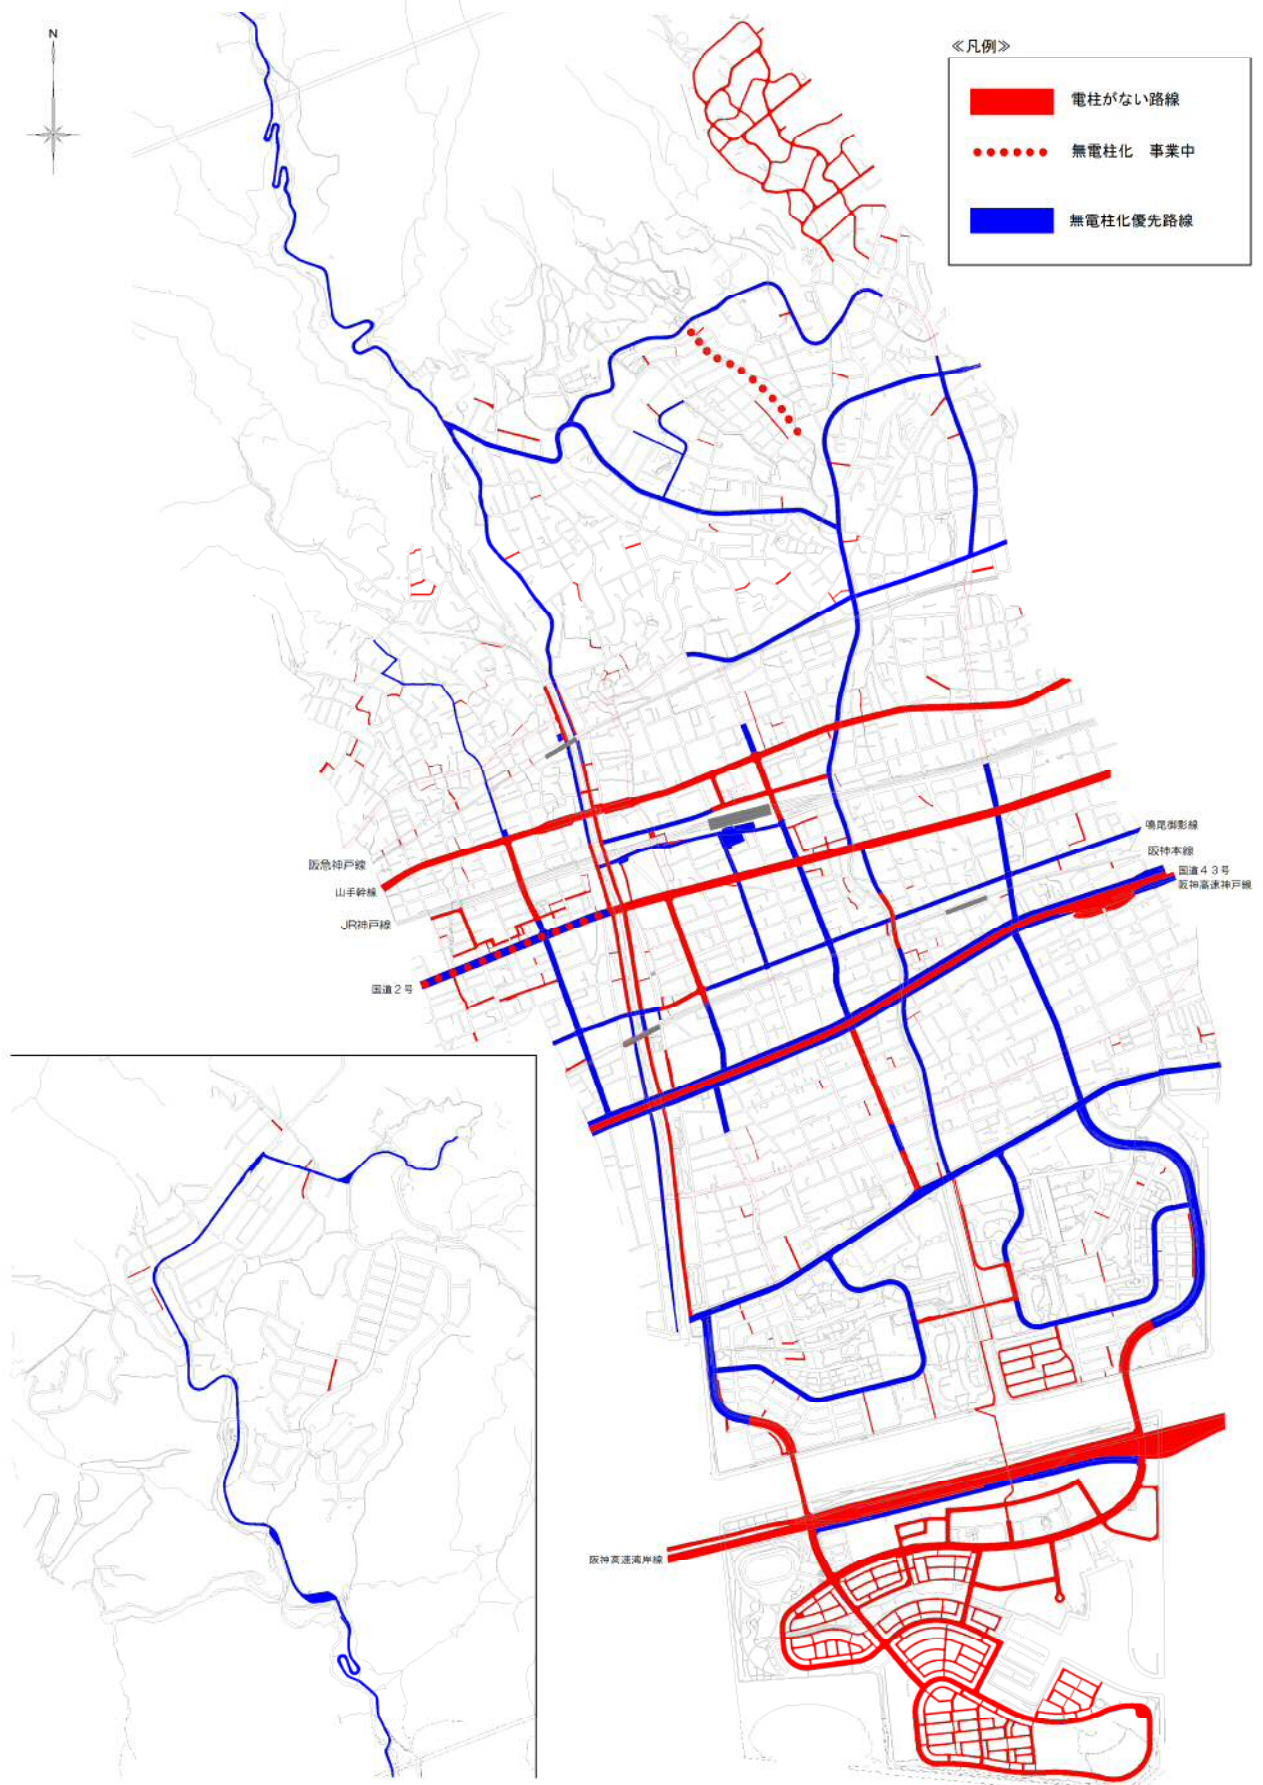 N
≪凡例≫
電柱がない路線
無電柱化 事業中
無電柱化優先路線
鳴尾御影線
阪神本線
国道43号
阪神高速神戸線
阪急神戸線
山手幹線
JR神戸線
国道2号
阪神高速湾岸線